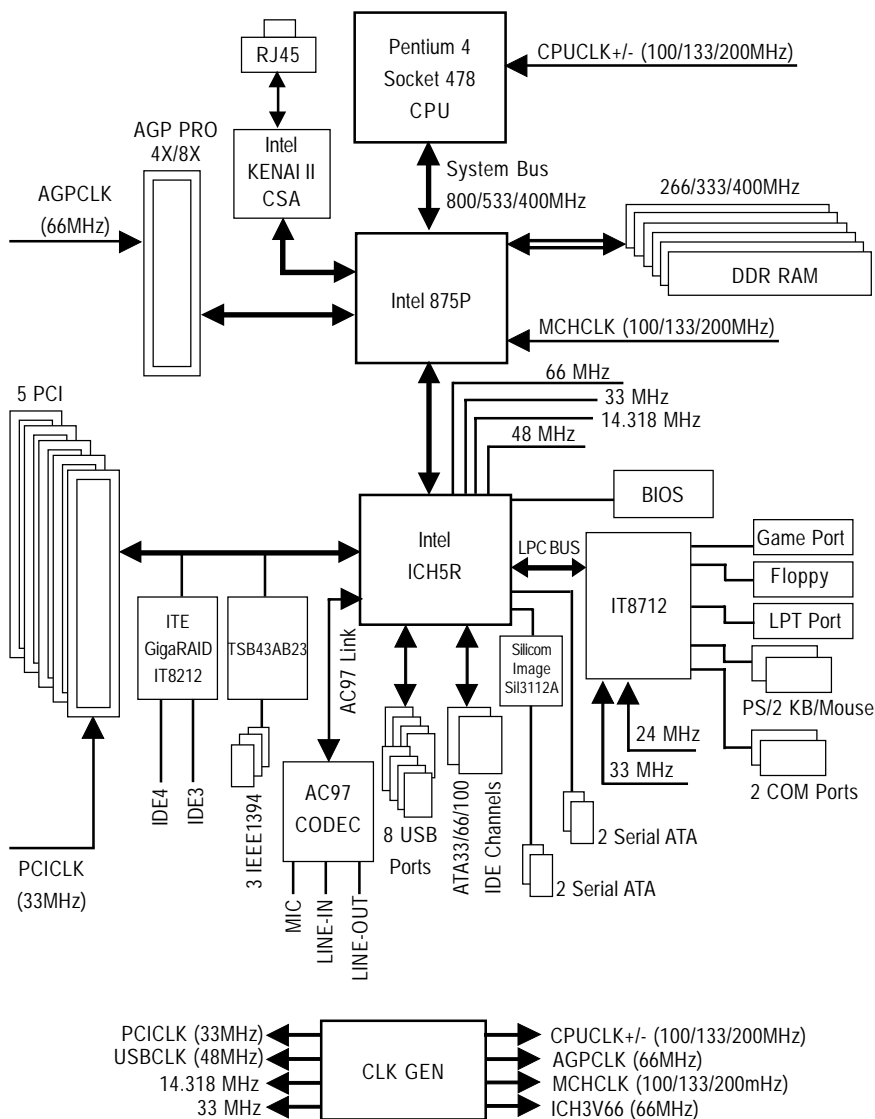 RJ45
Pentium 4
Socket 478
CPU
CPUCLK+/- (100/133/200MHz)
AGP PRO
4X/8X
Intel
KENAI II
CSA
AGPCLK
(66MHz)
System Bus
800/533/400MHz
266/333/400MHz
DDR RAM
Intel 875P
MCHCLK (100/133/200MHz)
66 MHz
33 MHz
14.318 MHz
48 MHz
5 PCI
BIOS
Intel
ICH5R
LPC BUS
IT8712
Game Port
Floppy
LPT Port
PS/2 KB/Mouse
2 COM Ports
24 MHz
33 MHz
ITE
GigaRAID
IT8212
TSB43AB23
AC97 Link
Silicom
Image
SiI3112A
IDE4
IDE3
3 IEEE1394
AC97
CODEC
MIC
LINE-IN
LINE-OUT
8 USB
Ports
ATA33/66/100
IDE Channels
2 Serial ATA
2 Serial ATA
PCICLK
(33MHz)
CLK GEN
PCICLK (33MHz)
USBCLK (48MHz)
14.318 MHz
33 MHz
CPUCLK+/- (100/133/200MHz)
AGPCLK (66MHz)
MCHCLK (100/133/200mHz)
ICH3V66 (66MHz)